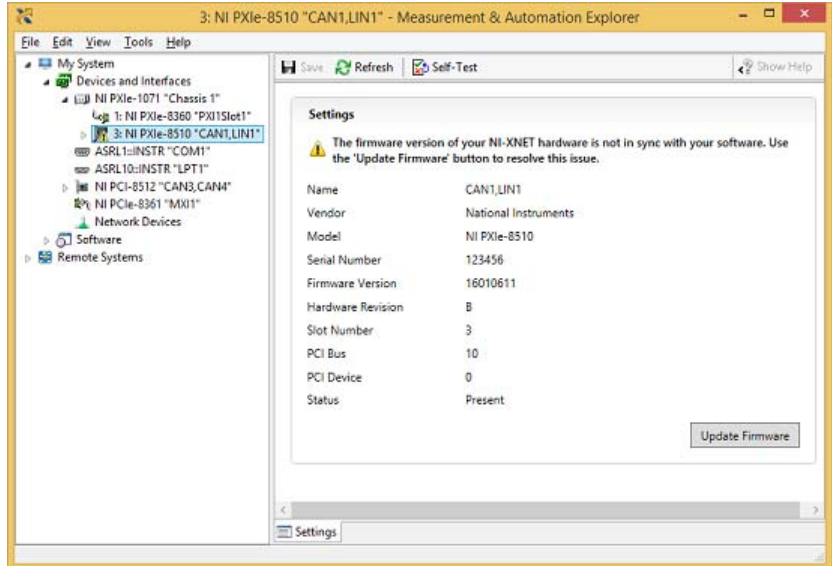 3: NI PXIe-8510 "CAN1,LIN1" - Measurement & Automation Explorer
File Edit View Tools Help
My System
Devices and Interfaces
NI PXIe-1071 "Chassis 1"
1: NI PXIe-8360 "PXI1Slot1"
3: NI PXIe-8510 "CAN1,LIN1"
ASRL1::INSTR "COM1"
ASRL10::INSTR "LPT1"
NI PCI-8512 "CAN3,CAN4"
NI PCIe-8361 "MXI1"
Network Devices
Software
Remote Systems
Save Refresh Self-Test Show Help
Settings
The firmware version of your NI-XNET hardware is not in sync with your software. Use
the 'Update Firmware' button to resolve this issue.
Name CAN1,LIN1
Vendor National Instruments
Model NI PXIe-8510
Serial Number 123456
Firmware Version 16010611
Hardware Revision B
Slot Number 3
PCI Bus 10
PCI Device 0
Status Present
Update Firmware
Settings